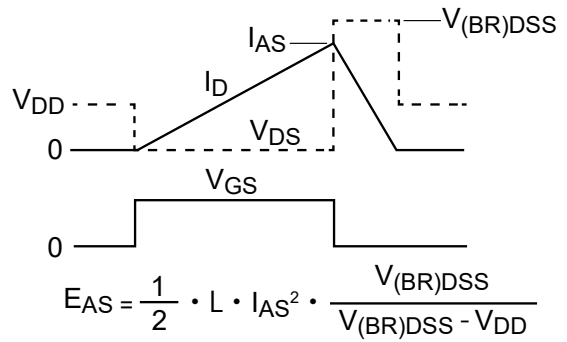 V(BR)DSS
IAS
ID
VDD
VDS
0
VGS
0
EAS = 1/2 • L • IAS² • V(BR)DSS / V(BR)DSS - VDD